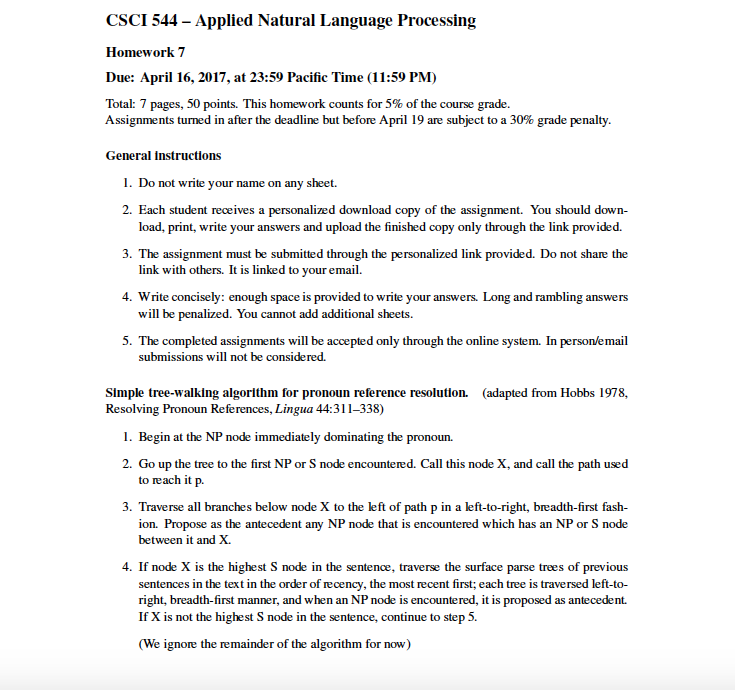 CSCI 544 – Applied Natural Language Processing
Homework 7
Due: April 16, 2017, at 23:59 Pacific Time (11:59 PM)
Total: 7 pages, 50 points. This homework counts for 5% of the course grade.
Assignments turned in after the deadline but before April 19 are subject to a 30% grade penalty.
General instructions
1. Do not write your name on any sheet.
2. Each student receives a personalized download copy of the assignment. You should down-
load, print, write your answers and upload the finished copy only through the link provided.
3. The assignment must be submitted through the personalized link provided. Do not share the
link with others. It is linked to your email.
4. Write concisely: enough space is provided to write your answers. Long and rambling answers
will be penalized. You cannot add additional sheets.
5. The completed assignments will be accepted only through the online system. In person/email
submissions will not be considered.
Simple tree-walking algorithm for pronoun reference resolution. (adapted from Hobbs 1978,
Resolving Pronoun References, Lingua 44:311–338)
1. Begin at the NP node immediately dominating the pronoun.
2. Go up the tree to the first NP or S node encountered. Call this node X, and call the path used
to reach it p.
3. Traverse all branches below node X to the left of path p in a left-to-right, breadth-first fash-
ion. Propose as the antecedent any NP node that is encountered which has an NP or S node
between it and X.
4. If node X is the highest S node in the sentence, traverse the surface parse trees of previous
sentences in the text in the order of recency, the most recent first; each tree is traversed left-to-
right, breadth-first manner, and when an NP node is encountered, it is proposed as antecedent.
If X is not the highest S node in the sentence, continue to step 5.
(We ignore the remainder of the algorithm for now)